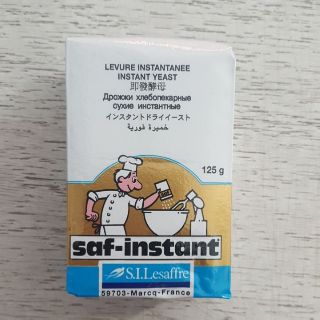 LEVURE INSTANTANEE
INSTANT YEAST
即發酵母
Дрожжи хлебопекарные
сухие инстантные
インスタントドライイースト
خميرة فورية
125 g
saf-instant
S.I.Lesaffre
59703-Marcq-France